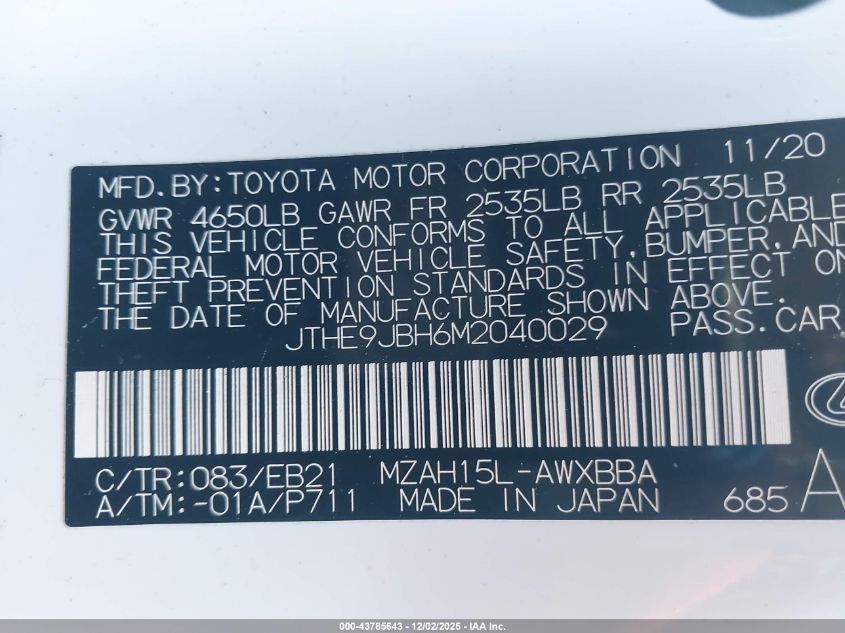 MFD.BY:TOYOTA MOTOR CORPORATION 11/20
GVWR 4650LB GAWR FR 2535LB RR 2535LB
THIS VEHICLE CONFORMS TO ALL APPLICABLE
FEDERAL MOTOR VEHICLE SAFETY,BUMPER,AND
THEFT PREVENTION STANDARDS IN EFFECT ON
THE DATE OF MANUFACTURE SHOWN ABOVE.
JTHE9JBH6M2040029 PASS.CAR
C/TR:083/EB21 MZAH15L-AWXBBA
A/TM:-01A/P711 MADE IN JAPAN 685 A
000-43785643 - 12/02/2025 - IAA Inc.